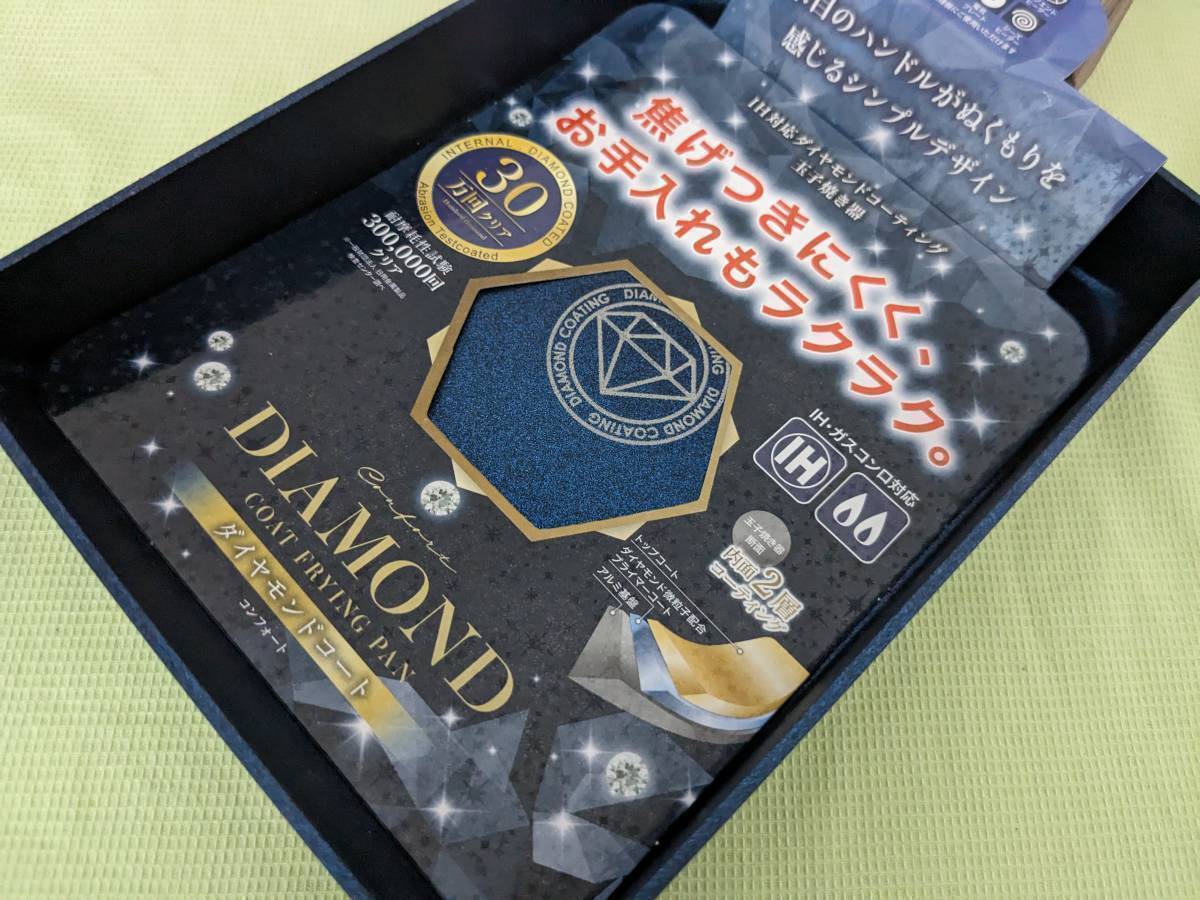 木目のハンドルがぬくもりを
感じるシンプルデザイン
IH対応ダイヤモンドコーティング
玉子焼き器
焦げつきにくく、
お手入れもラクラク。
INTERNAL DIAMOND COATED
30
万回クリア
Abrasion Testcoated
耐摩耗性試験
300,000回
クリア
DIAMOND COATING DIAMOND COATING
IH・ガスコンロ対応
IH
玉子焼き器
断面
内面2層
コーティング
トップコート
ダイヤモンド微粒子配合
プライマーコート
アルミ基盤
Comfort
DIAMOND
COAT FRYING PAN
ダイヤモンドコート
コンフォート